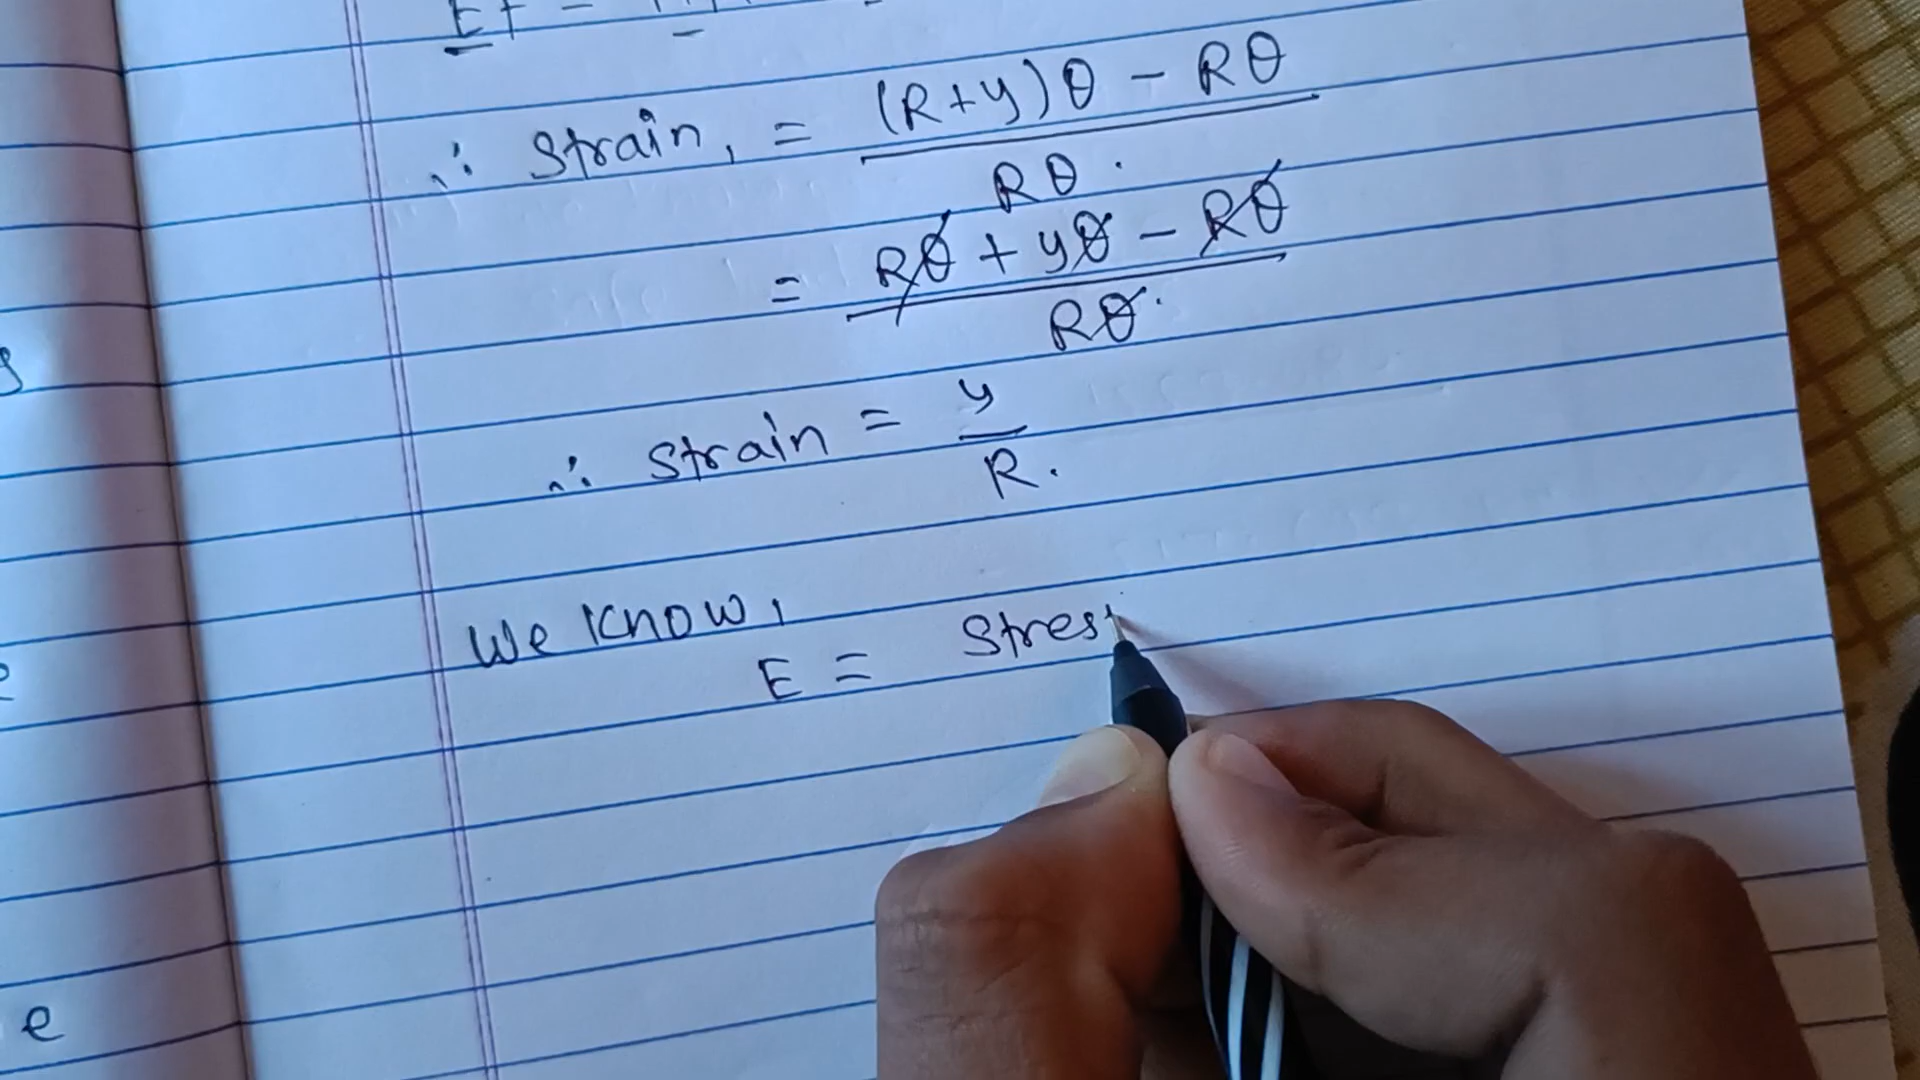 ∴ Strain, = (R+y)θ - Rθ / Rθ.
= Rθ + yθ - Rθ / Rθ.
∴ Strain = y / R.
We Know,
E = Stres
e